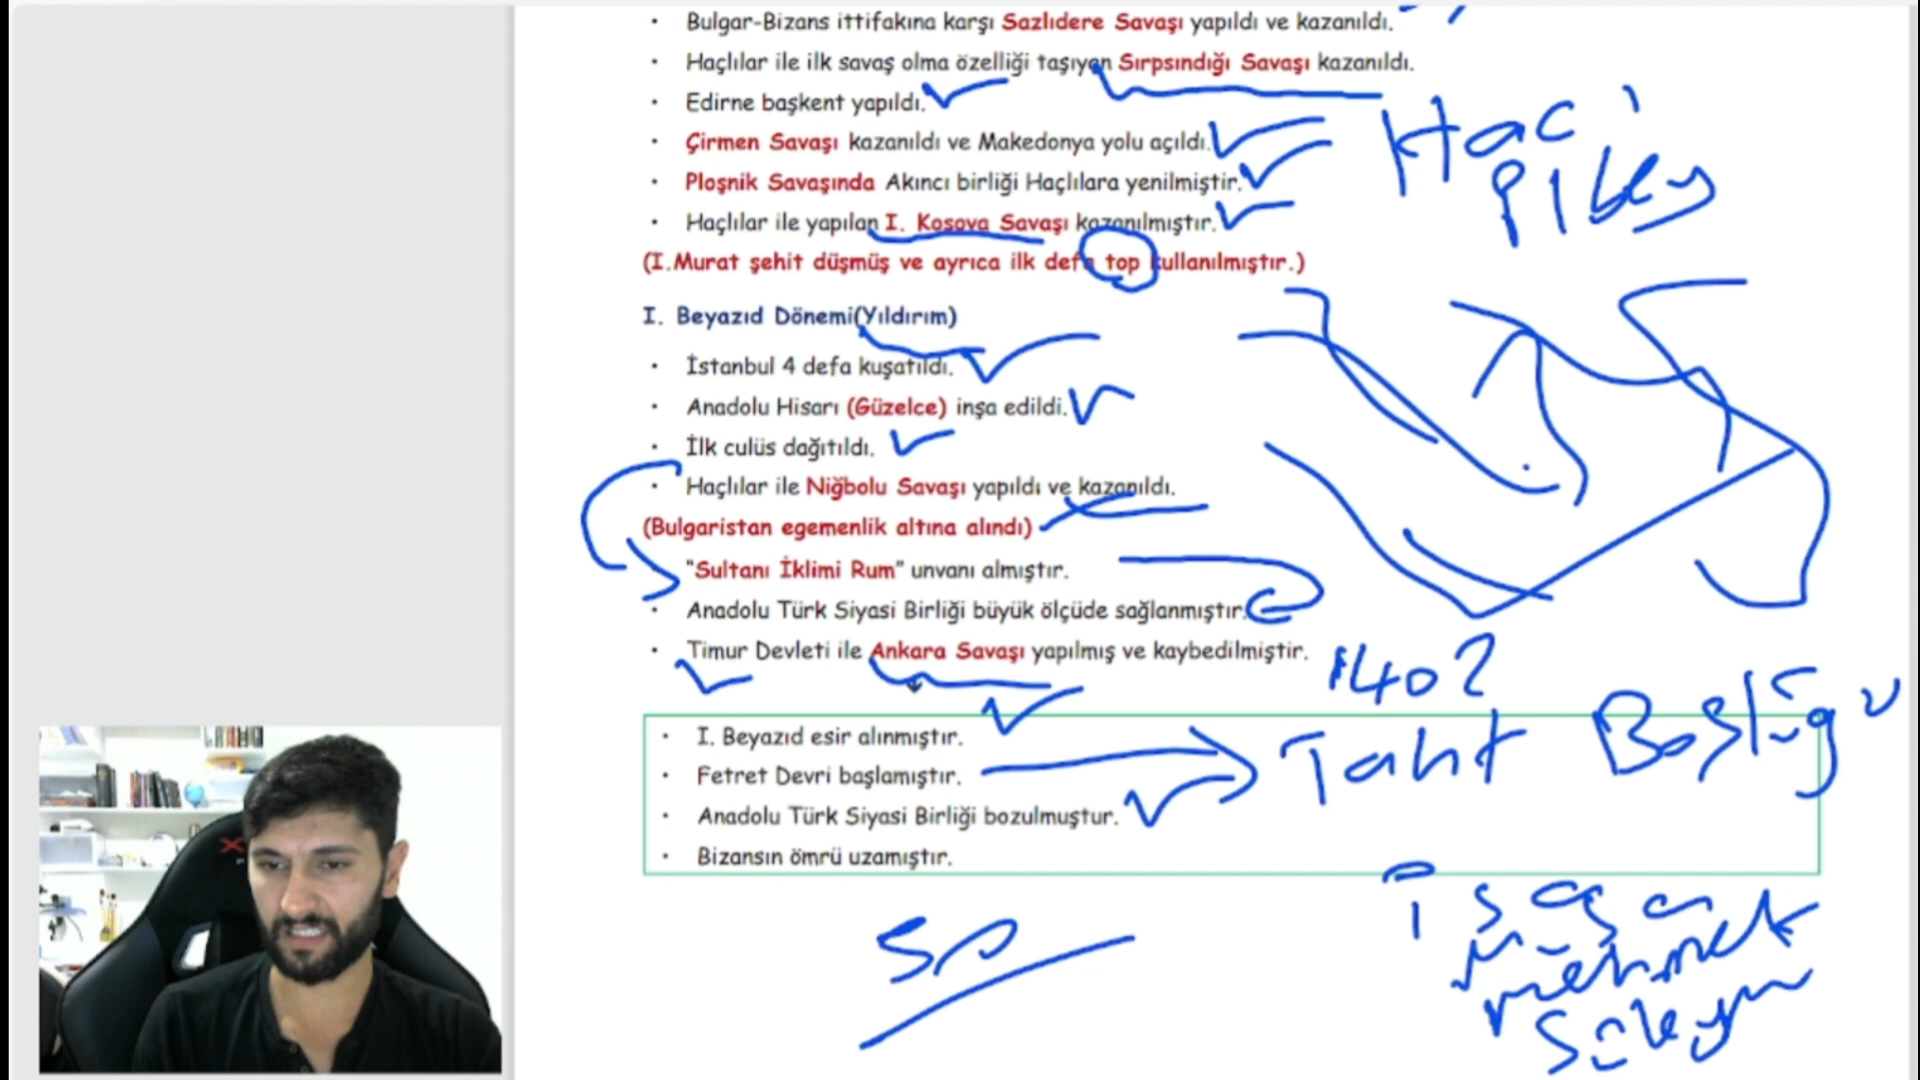 • Bulgar-Bizans ittifakına karşı Sazlıdere Savaşı yapıldı ve kazanıldı.
• Haçlılar ile ilk savaş olma özelliği taşıyan Sırpsındığı Savaşı kazanıldı.
• Edirne başkent yapıldı.
• Çirmen Savaşı kazanıldı ve Makedonya yolu açıldı.
• Ploşnik Savaşında Akıncı birliği Haçlılara yenilmiştir.
• Haçlılar ile yapılan I. Kosova Savaşı kazanılmıştır.
(I.Murat şehit düşmüş ve ayrıca ilk defa top kullanılmıştır.)
Hac i
I. Beyazıd Dönemi(Yıldırım)
• İstanbul 4 defa kuşatıldı.
• Anadolu Hisarı (Güzelce) inşa edildi.
• İlk culüs dağıtıldı.
• Haçlılar ile Niğbolu Savaşı yapıldı ve kazanıldı.
(Bulgaristan egemenlik altına alındı)
"Sultanı İklimi Rum" unvanı almıştır.
• Anadolu Türk Siyasi Birliği büyük ölçüde sağlanmıştır.
• Timur Devleti ile Ankara Savaşı yapılmış ve kaybedilmiştir.
1402
• I. Beyazıd esir alınmıştır.
• Fetret Devri başlamıştır.
Taht
• Anadolu Türk Siyasi Birliği bozulmuştur.
• Bizansın ömrü uzamıştır.
İsa
mehmet